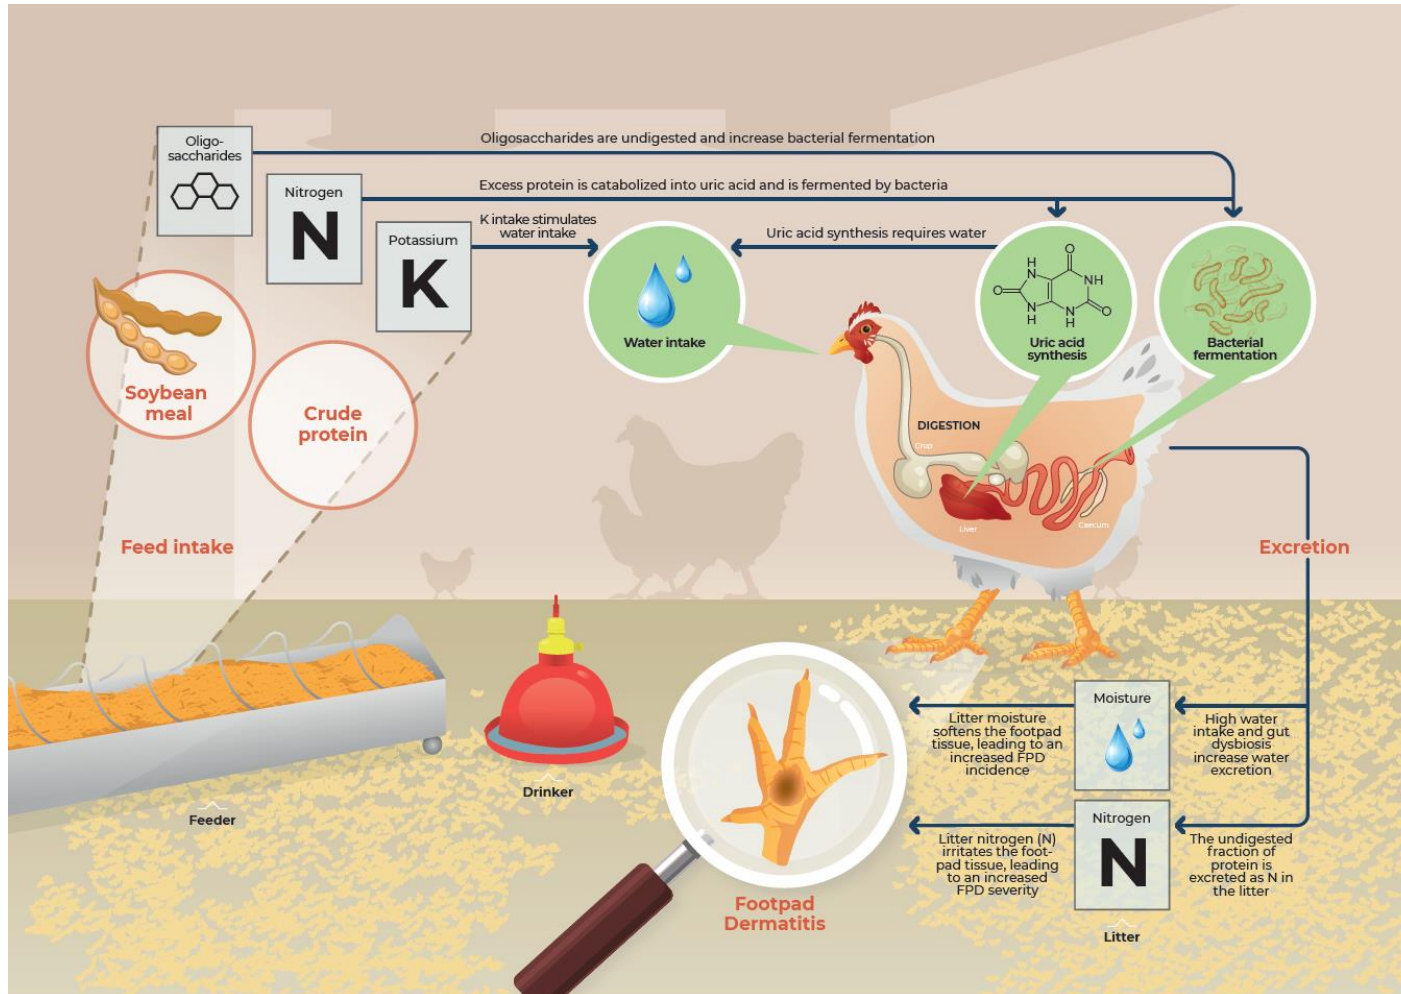 Oligo-
saccharides
Oligosaccharides are undigested and increase bacterial fermentation
Nitrogen
N
Excess protein is catabolized into uric acid and is fermented by bacteria
Potassium
K
K intake stimulates
water intake
Uric acid synthesis requires water
Water intake
O
H
N
O
NH
N
H
N
H
O
Uric acid
synthesis
Bacterial
fermentation
Soybean
meal
Crude
protein
Feed intake
DIGESTION
Crop
Liver
Caecum
Excretion
Moisture
Litter moisture
softens the footpad
tissue, leading to an
increased FPD
incidence
High water
intake and gut
dysbiosis
increase water
excretion
Nitrogen
N
Litter nitrogen (N)
irritates the foot-
pad tissue, leading
to an increased
FPD severity
The undigested
fraction of
protein is
excreted as N in
the litter
Litter
Drinker
Feeder
Footpad
Dermatitis